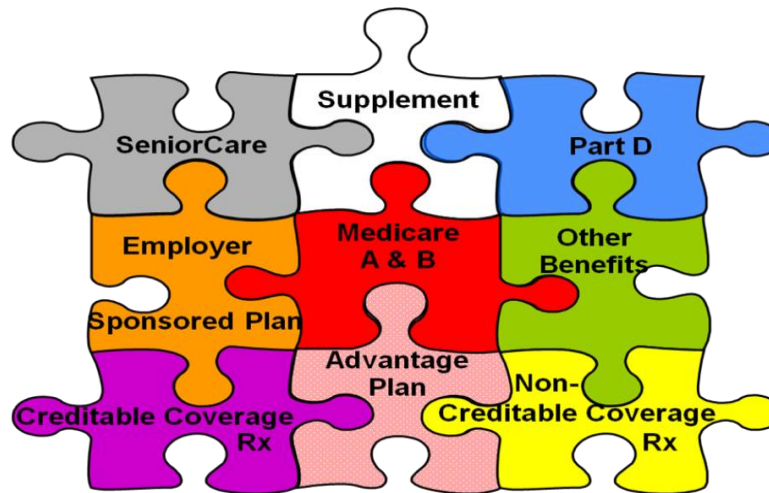 Supplement
SeniorCare
Part D
Employer
Sponsored Plan
Medicare
A & B
Other
Benefits
Creditable Coverage
Rx
Advantage
Plan
Non-
Creditable Coverage
Rx